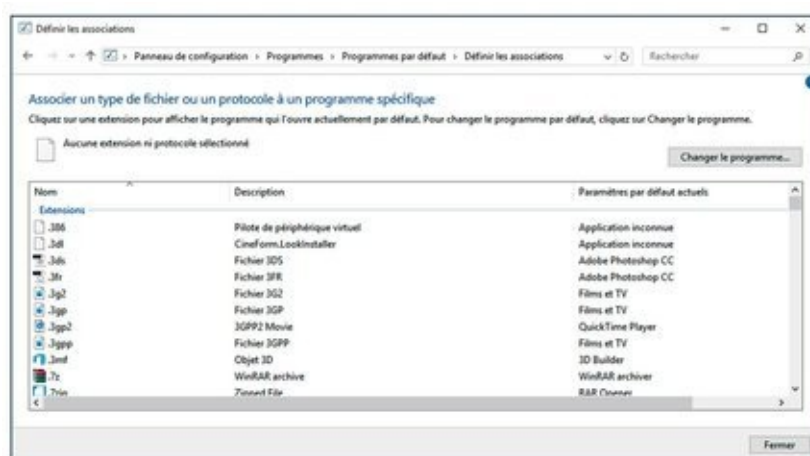 Définir les associations
Panneau de configuration › Programmes › Programmes par défaut › Définir les associations
Rechercher
Associer un type de fichier ou un protocole à un programme spécifique
Cliquez sur une extension pour afficher le programme qui l'ouvre actuellement par défaut. Pour changer le programme par défaut, cliquez sur Changer le programme.
Aucune extension ni protocole sélectionné
Changer le programme...
Nom Description Paramètres par défaut actuels
Extensions
.386 Pilote de périphérique virtuel Application inconnue
.3dl CineForm.LookInstaller Application inconnue
.3ds Fichier 3DS Adobe Photoshop CC
.3fr Fichier 3FR Adobe Photoshop CC
.3g2 Fichier 3G2 Films et TV
.3gp Fichier 3GP Films et TV
.3gp2 3GPP2 Movie QuickTime Player
.3gpp Fichier 3GPP Films et TV
.3mf Objet 3D 3D Builder
.7z WinRAR archive WinRAR archiver
.7zip Zipped File RAR Opener
Fermer